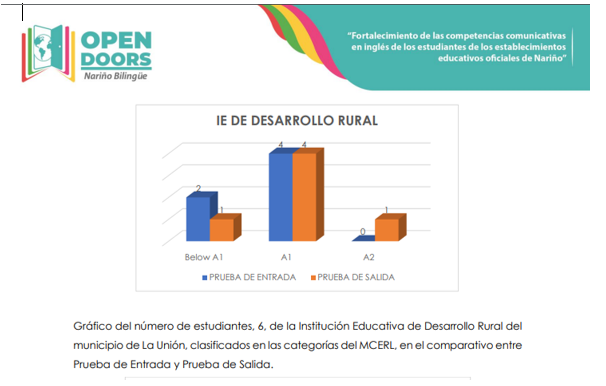 OPEN
DOORS
Nariño Bilingüe
“Fortalecimiento de las competencias comunicativas
en inglés de los estudiantes de los establecimientos
educativos oficiales de Nariño”
IE DE DESARROLLO RURAL
2
1
4
4
0
1
Below A1
A1
A2
PRUEBA DE ENTRADA
PRUEBA DE SALIDA
Gráfico del número de estudiantes, 6, de la Institución Educativa de Desarrollo Rural del
municipio de La Unión, clasificados en las categorías del MCERL, en el comparativo entre
Prueba de Entrada y Prueba de Salida.